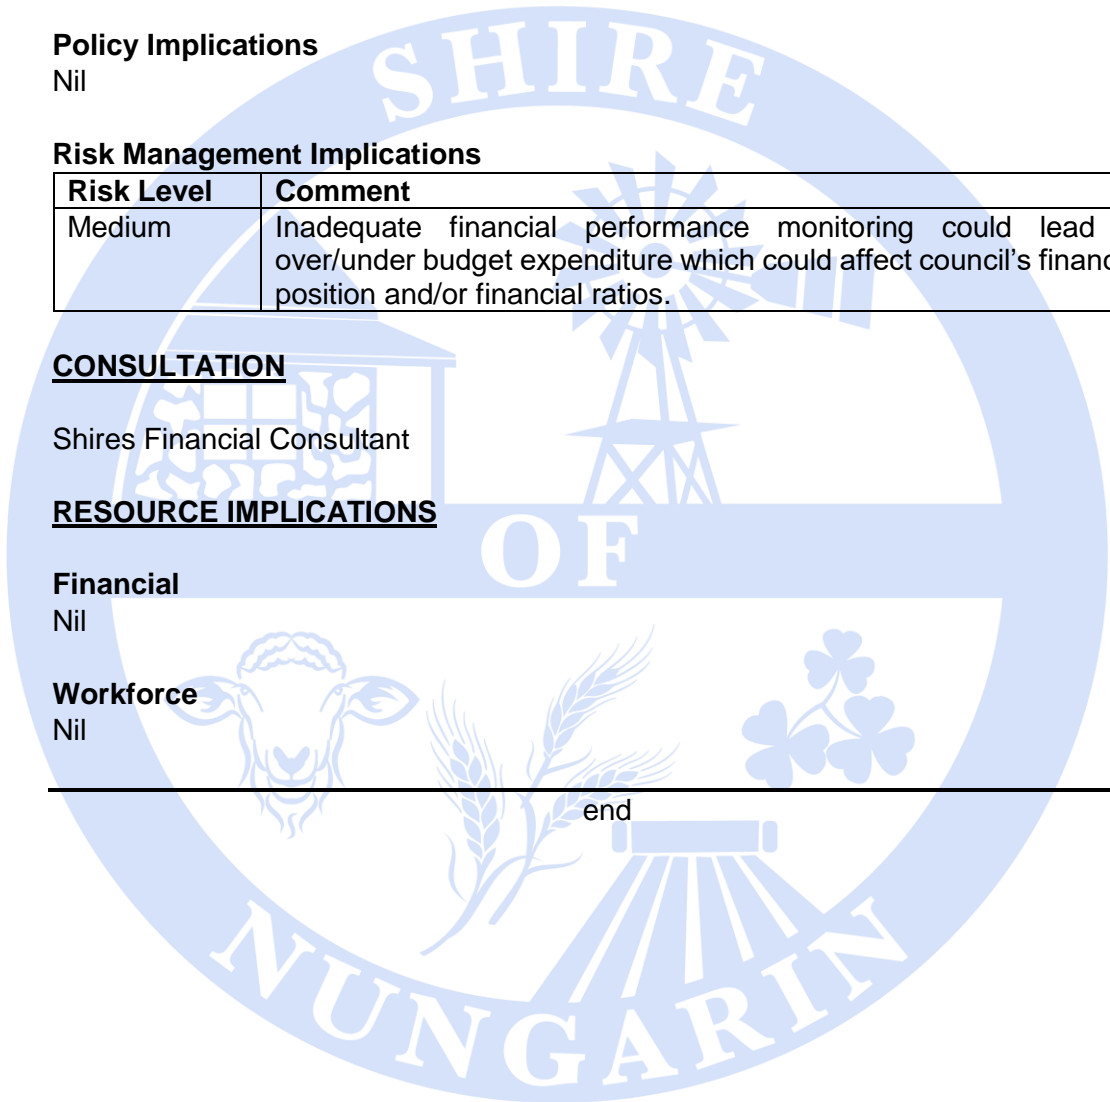 Policy Implications
Nil
Risk Management Implications
Risk Level Comment
Medium Inadequate financial performance monitoring could lead
over/under budget expenditure which could affect council's
position and/or financial ratios.
CONSULTATION
Shires Financial Consultant
RESOURCE IMPLICATIONS
Financial
Nil
Workforce
Nil
end
SHIRE
OF
NUNGARIN